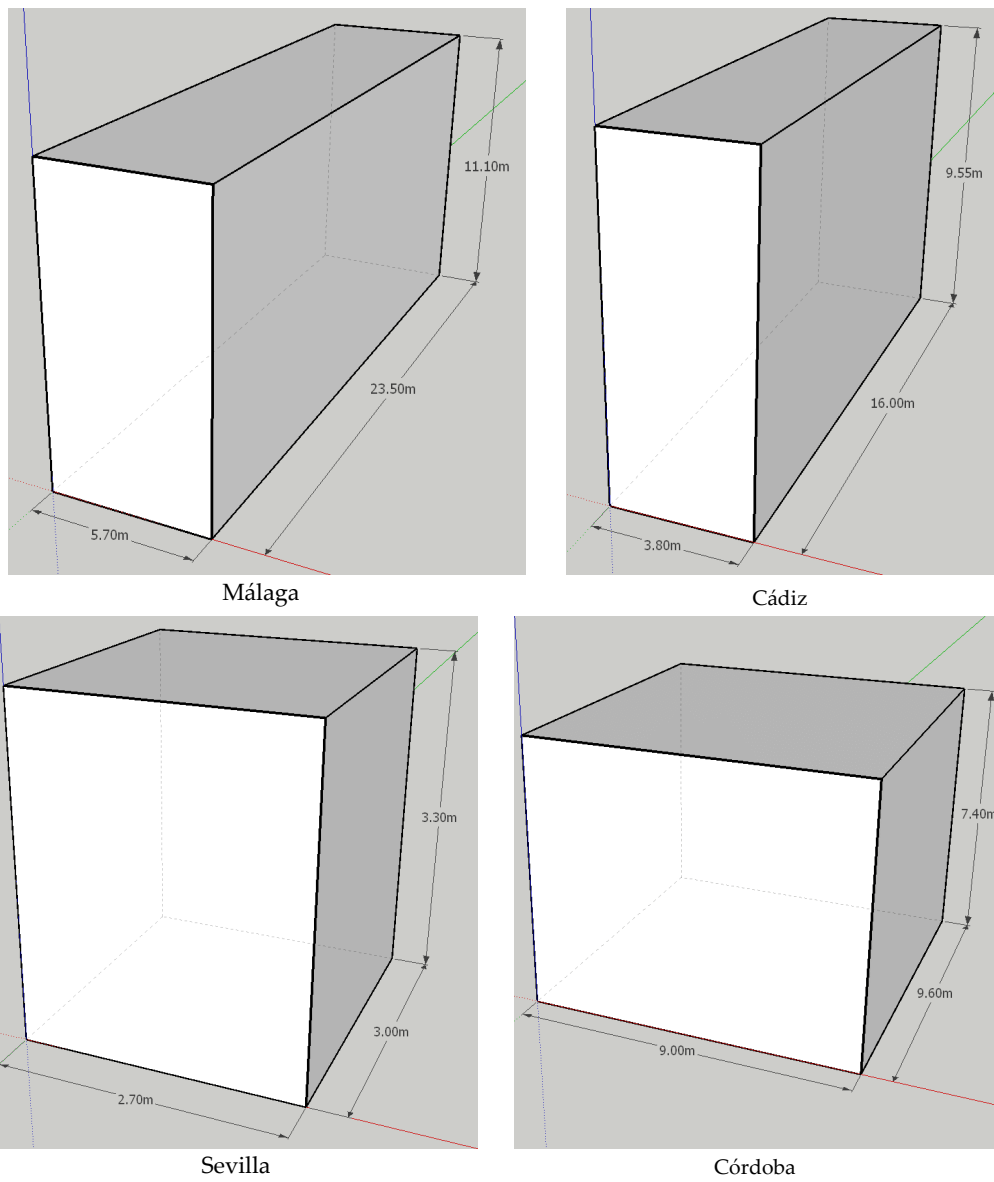 11.10m
23.50m
5.70m
Málaga
9.55m
16.00m
3.80m
Cádiz
3.30m
3.00m
2.70m
Sevilla
7.40m
9.60m
9.00m
Córdoba